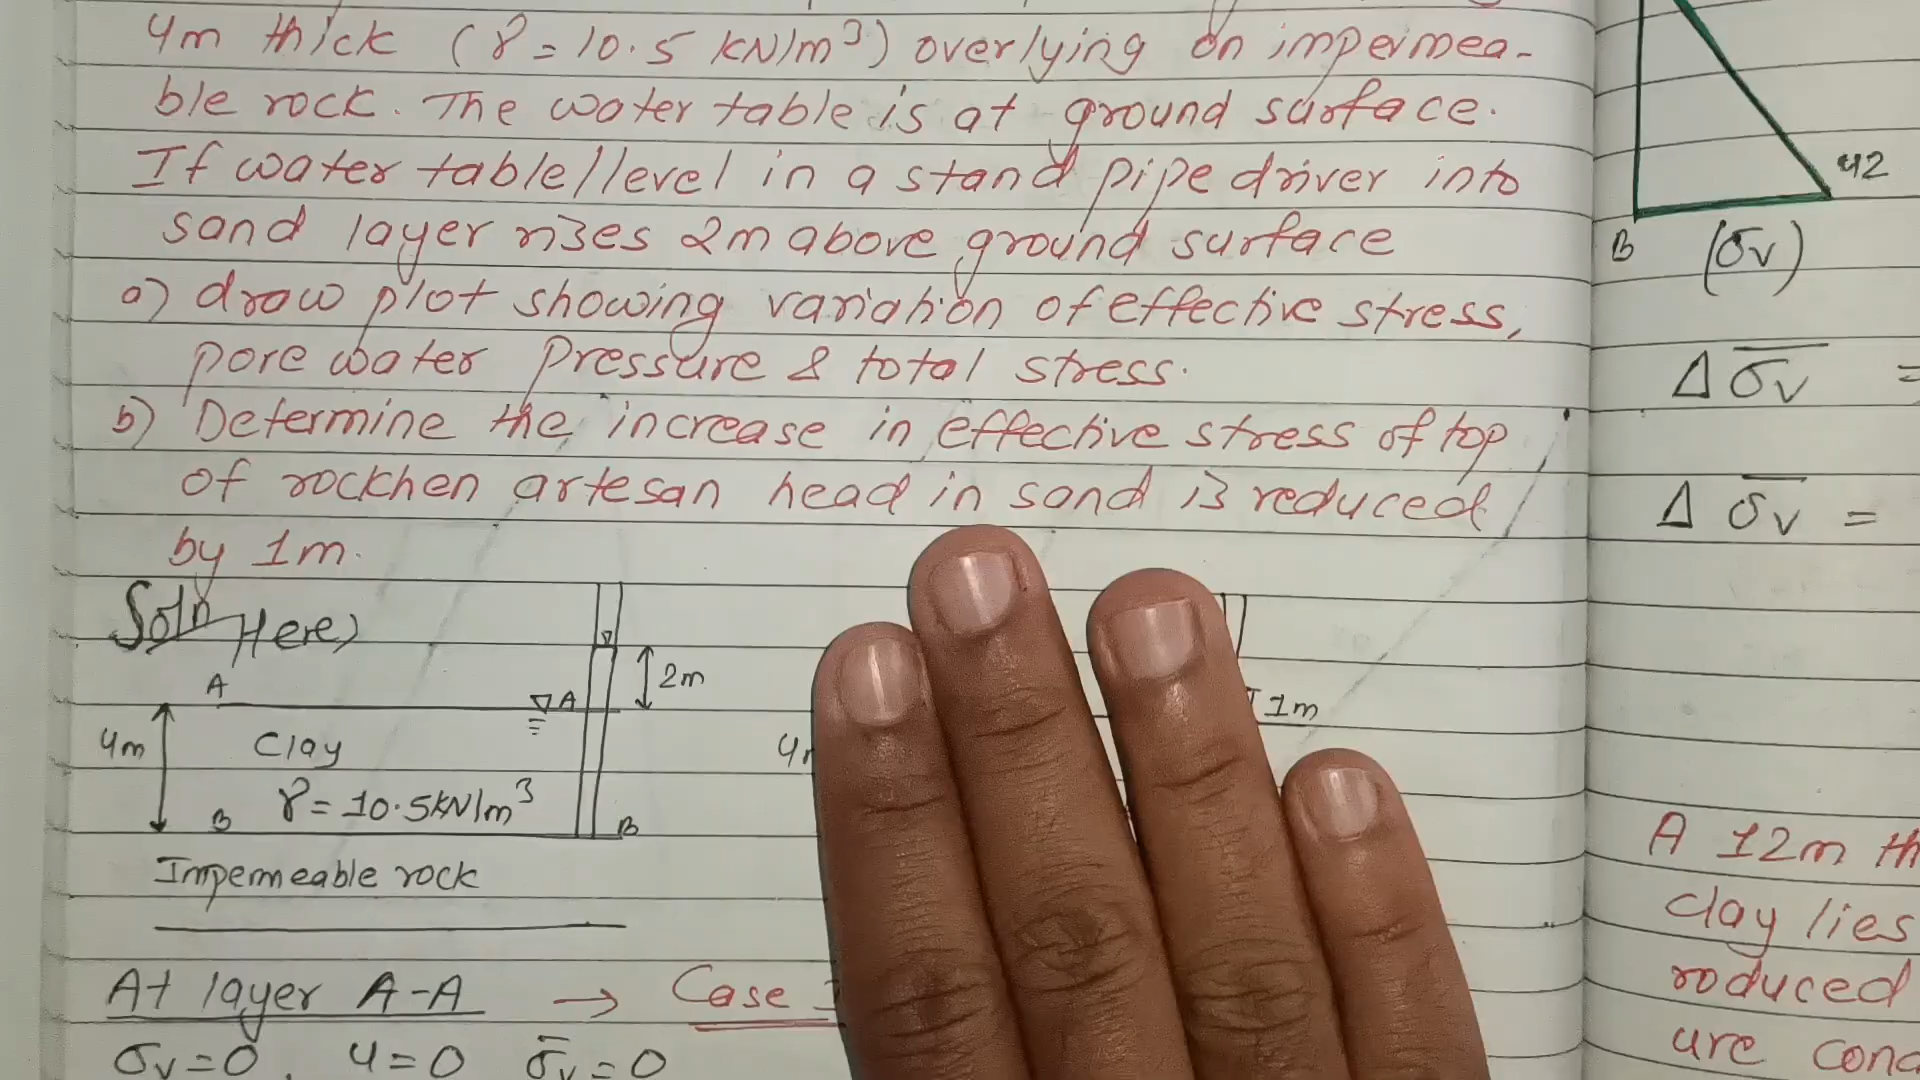 4m thick (γ = 10.5 kN/m³) overlying on impermea-
ble rock. The water table is at ground surface.
If water table/level in a stand pipe driver into
sand layer rises 2m above ground surface
a) draw plot showing variation of effective stress,
pore water pressure & total stress.
b) Determine the increase in effective stress of top
of rockhen artesan head in sand is reduced
by 1m.
Soln Here,
A
A
2m
4m
Clay
γ = 10.5kN/m³
B
B
Impermeable rock
1m
At layer A-A → Case
σv=0, u=0 σ̄v=0
42
B (σv)
Δ σ̄v =
Δ σ̄v =
A 12m th
clay lies
roduced
are conc